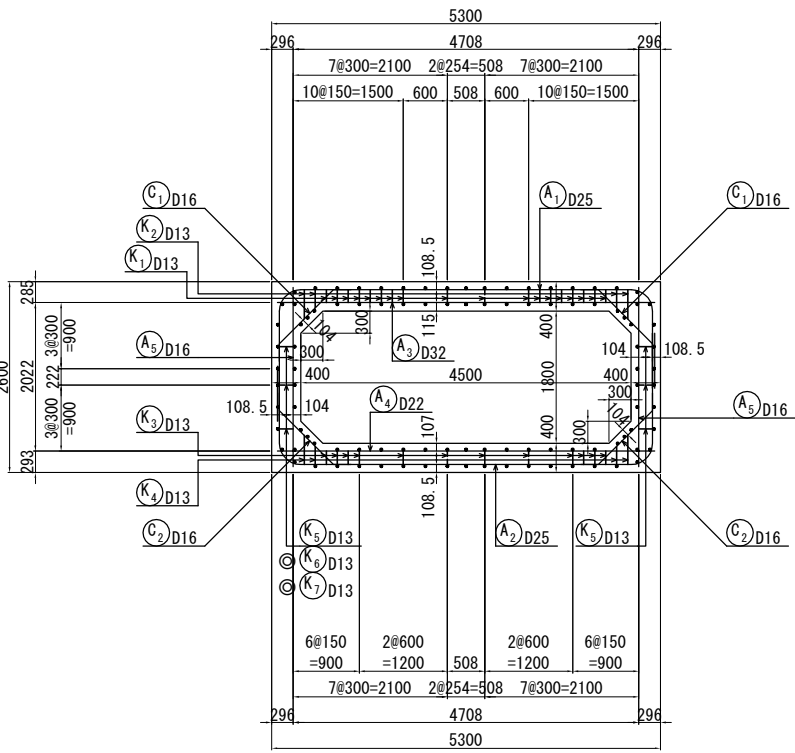 5300
296 4708 296
7@300=2100 2@254=508 7@300=2100
10@150=1500 600 508 600 10@150=1500
C1 D16
A1 D25
C1 D16
K2 D13
K1 D13
108.5
285
300
115
400
104
3@300
=900
A5 D16
A3 D32
300
104
108.5
2600
2022
222
400
4500
1800
400
A4 D22
300
108.5
104
A5 D16
3@300
=900
K3 D13
107
400
300
104
293
K4 D13
108.5
C2 D16
K5 D13
A2 D25
K5 D13
C2 D16
K6 D13
K7 D13
6@150
=900
2@600
=1200
508
2@600
=1200
6@150
=900
7@300=2100 2@254=508 7@300=2100
296 4708 296
5300